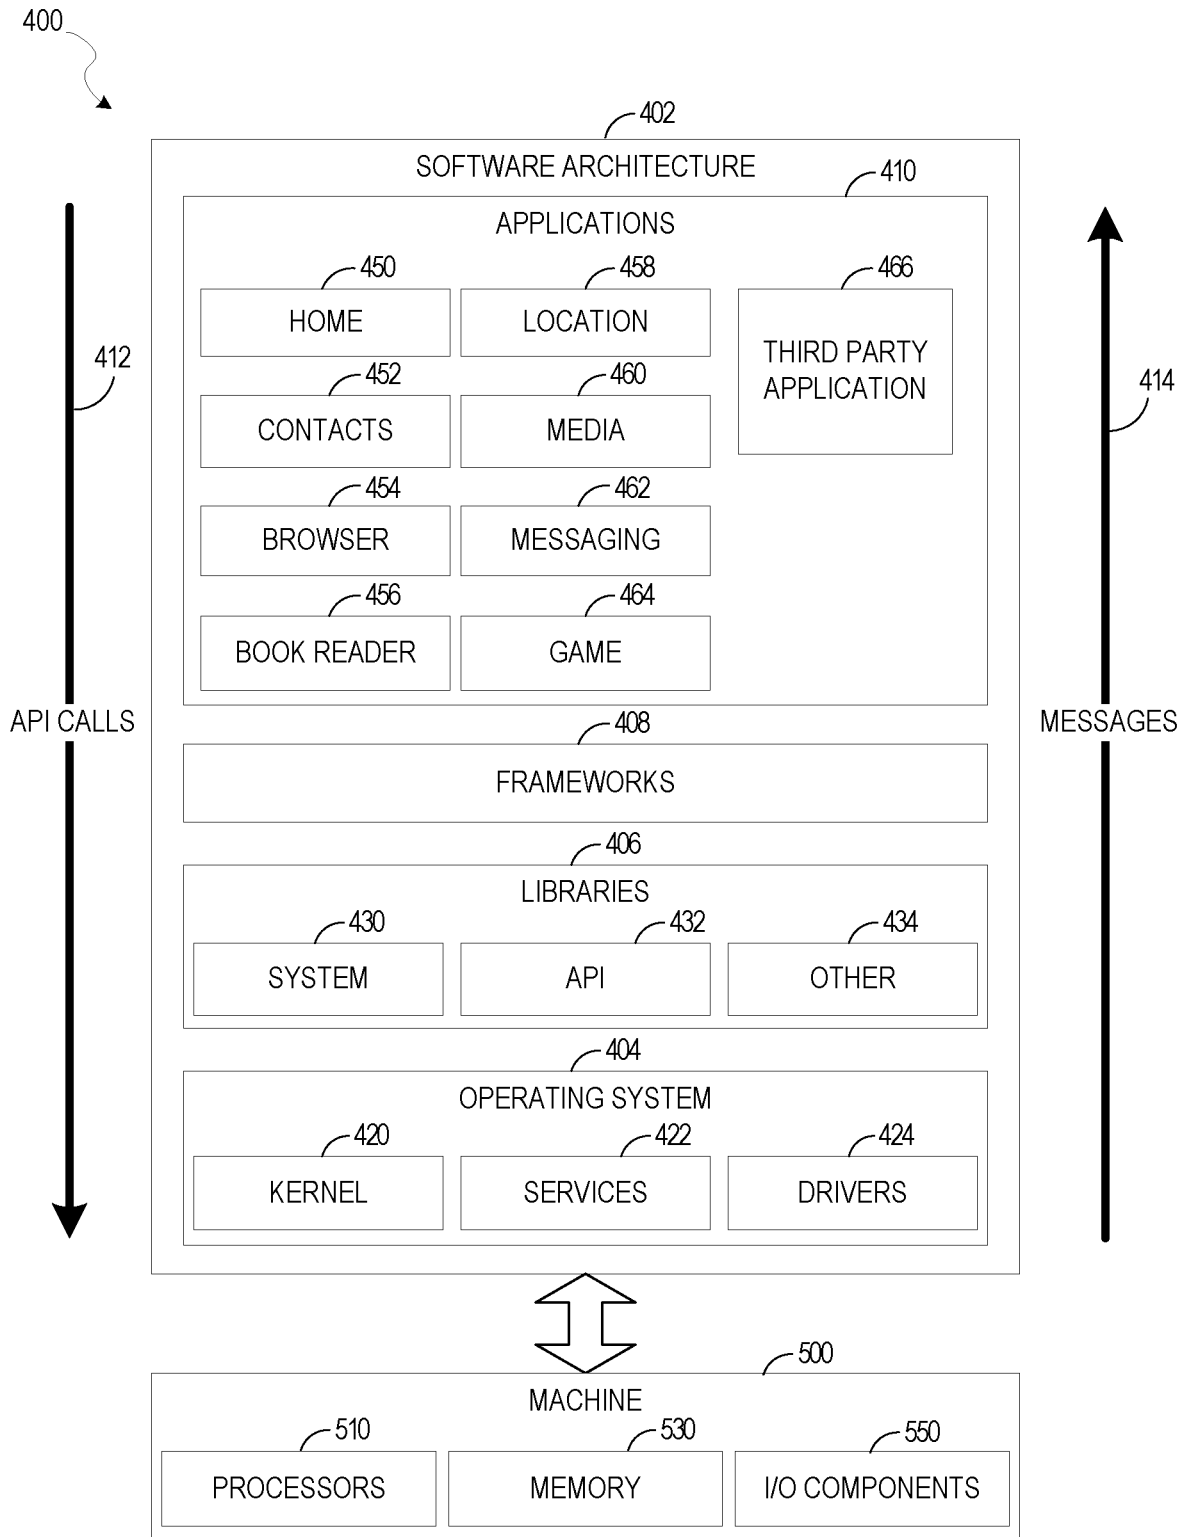 400
402
SOFTWARE ARCHITECTURE
410
APPLICATIONS
450
458
466
HOME
LOCATION
THIRD PARTY
APPLICATION
412
452
460
414
CONTACTS
MEDIA
454
462
BROWSER
MESSAGING
456
464
BOOK READER
GAME
API CALLS
MESSAGES
408
FRAMEWORKS
406
LIBRARIES
430
432
434
SYSTEM
API
OTHER
404
OPERATING SYSTEM
420
422
424
KERNEL
SERVICES
DRIVERS
500
MACHINE
510
530
550
PROCESSORS
MEMORY
I/O COMPONENTS